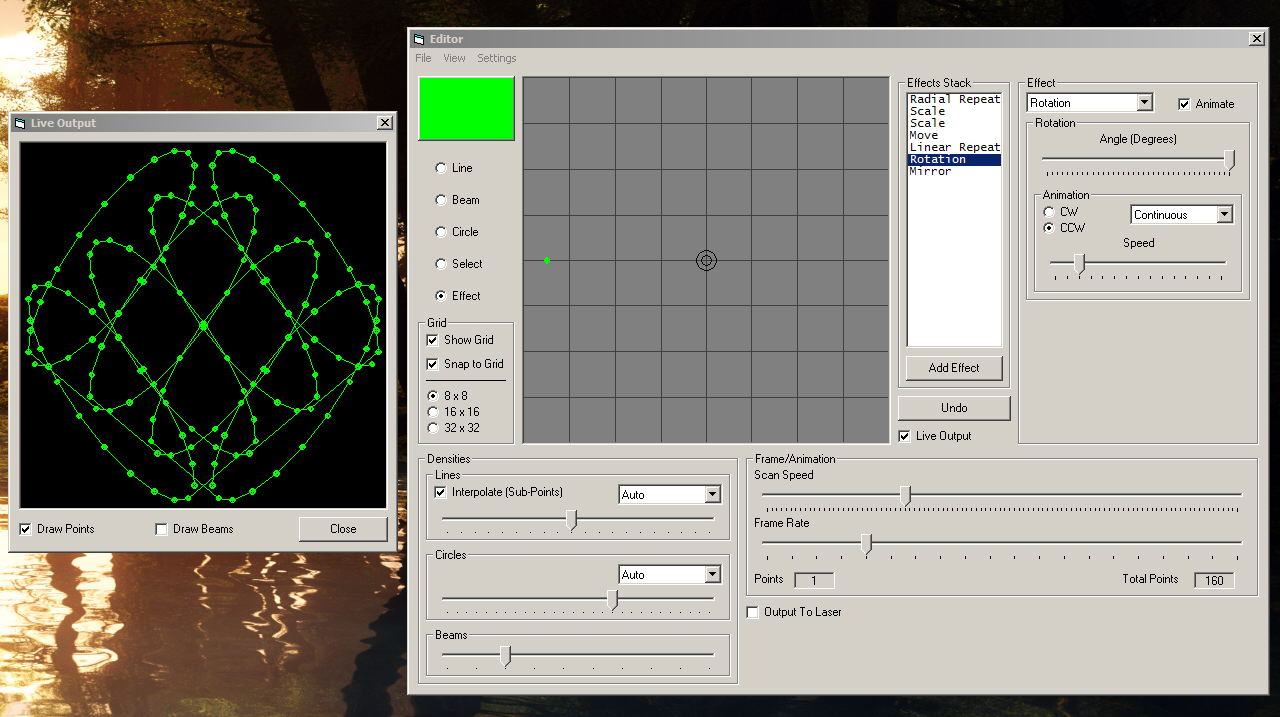 Live Output
Draw Points
Draw Beams
Close
Editor
File View Settings
Line
Beam
Circle
Select
Effect
Grid
Show Grid
Snap to Grid
8 x 8
16 x 16
32 x 32
Effects Stack
Radial Repeat
Scale
Scale
Move
Linear Repeat
Rotation
Mirror
Add Effect
Undo
Live Output
Effect
Rotation
Animate
Rotation
Angle (Degrees)
Animation
CW
CCW
Continuous
Speed
Densities
Lines
Interpolate (Sub-Points)
Auto
Circles
Auto
Beams
Frame/Animation
Scan Speed
Frame Rate
Points 1
Total Points 160
Output To Laser